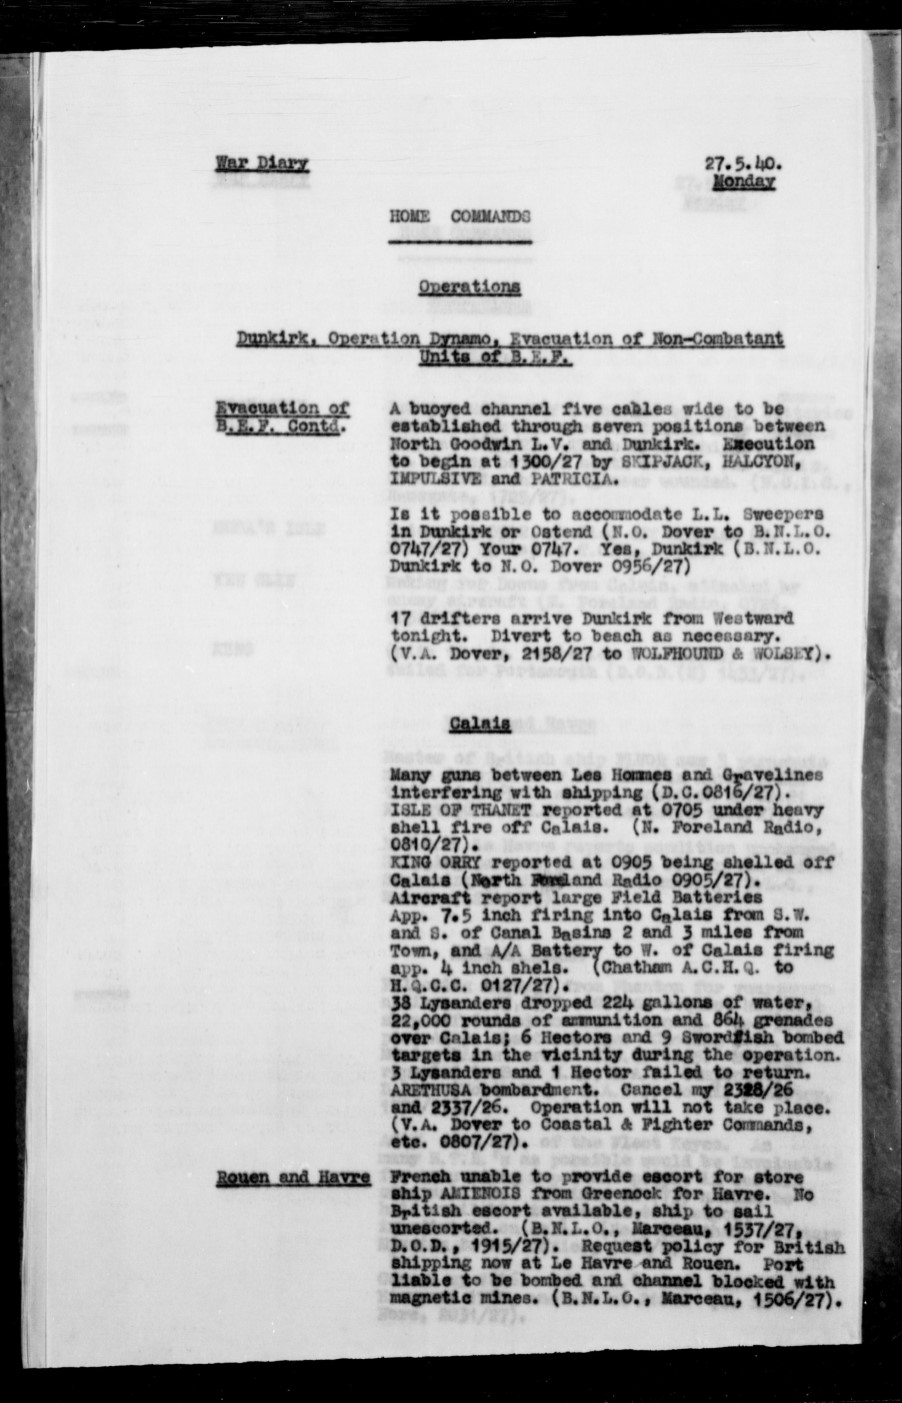 War Diary
27.5.40.
Monday
HOME COMMANDS
Operations
Dunkirk, Operation Dynamo, Evacuation of Non-Combatant
Units of B.E.F.
Evacuation of
B.E.F. Contd.
A buoyed channel five cables wide to be
established through seven positions between
North Goodwin L.V. and Dunkirk. Execution
to begin at 1300/27 by SKIPJACK, HALCYON,
IMPULSIVE and PATRICIA.
Is it possible to accommodate L.L. Sweepers
in Dunkirk or Ostend (N.O. Dover to B.N.L.O.
0747/27) Your 0747. Yes, Dunkirk (B.N.L.O.
Dunkirk to N.O. Dover 0956/27)
17 drifters arrive Dunkirk from Westward
tonight. Divert to beach as necessary.
(V.A. Dover, 2158/27 to WOLFHOUND & WOLSEY).
Calais
Many guns between Les Hommes and Gravelines
interfering with shipping (D.C.0816/27).
ISLE OF THANET reported at 0705 under heavy
shell fire off Calais. (N. Foreland Radio,
0810/27).
KING ORRY reported at 0905 being shelled off
Calais (North Foreland Radio 0905/27).
Aircraft report large Field Batteries
App. 7.5 inch firing into Calais from S.W.
and S. of Canal Basins 2 and 3 miles from
Town, and A/A Battery to W. of Calais firing
app. 4 inch shels. (Chatham A.C.H.Q. to
H.Q.C.C. 0127/27).
38 Lysanders dropped 224 gallons of water,
22,000 rounds of ammunition and 864 grenades
over Calais; 6 Hectors and 9 Swordfish bombed
targets in the vicinity during the operation.
3 Lysanders and 1 Hector failed to return.
ARETHUSA bombardment. Cancel my 2328/26
and 2337/26. Operation will not take place.
(V.A. Dover to Coastal & Fighter Commands,
etc. 0807/27).
Rouen and Havre
French unable to provide escort for store
ship AMIENOIS from Greenock for Havre. No
British escort available, ship to sail
unescorted. (B.N.L.O., Marceau, 1537/27,
D.O.D., 1915/27). Request policy for British
shipping now at Le Havre and Rouen. Port
liable to be bombed and channel blocked with
magnetic mines. (B.N.L.O., Marceau, 1506/27).